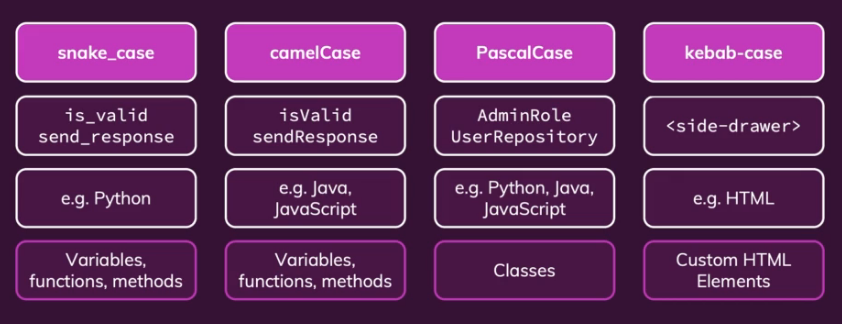 snake_case
camelCase
PascalCase
kebab-case
is_valid
send_response
isValid
sendResponse
AdminRole
UserRepository
<side-drawer>
e.g. Python
e.g. Java,
JavaScript
e.g. Python, Java,
JavaScript
e.g. HTML
Variables,
functions, methods
Variables,
functions, methods
Classes
Custom HTML
Elements